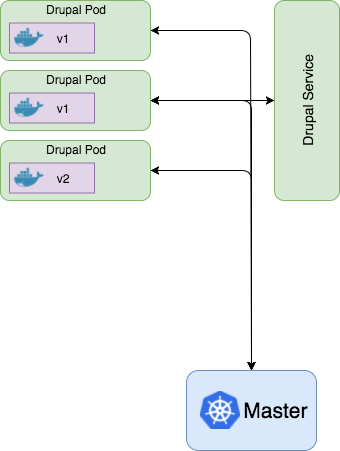 Drupal Pod
v1
Drupal Pod
v1
Drupal Pod
v2
Drupal Service
Master